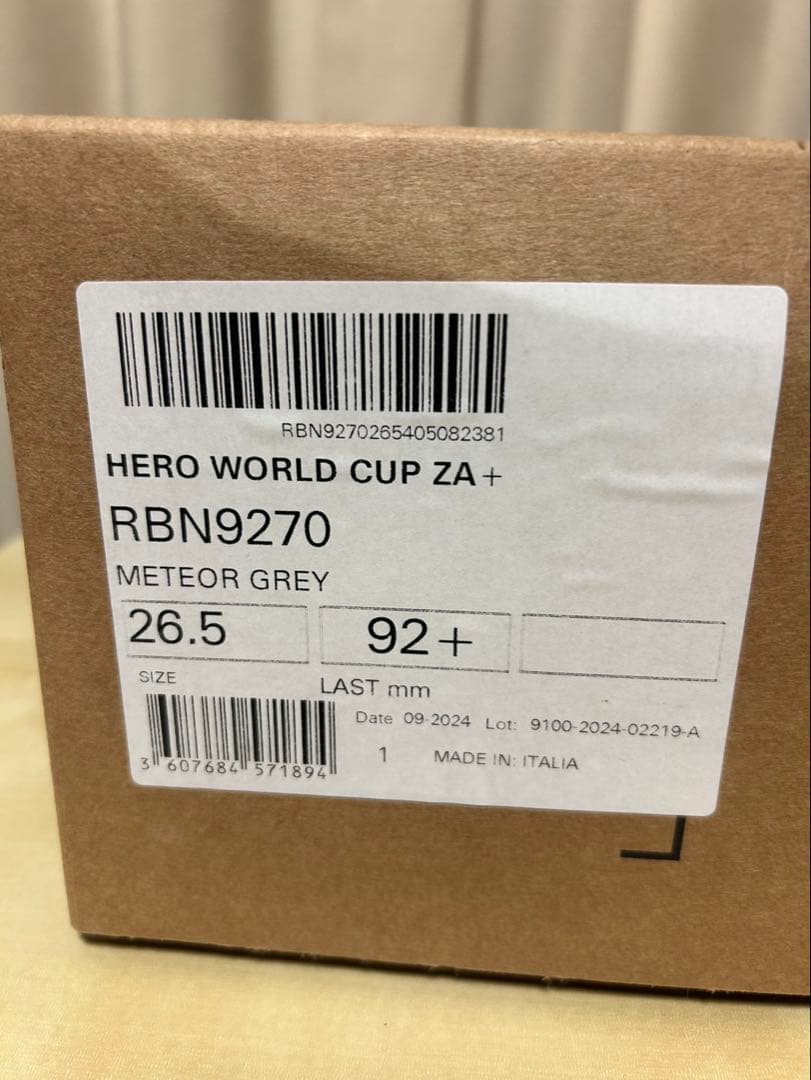 RBN9270265405082381
HERO WORLD CUP ZA+
RBN9270
METEOR GREY
26.5 92+
SIZE LAST mm
Date 09-2024 Lot: 9100-2024-02219-A
3 607684 571894 1 MADE IN: ITALIA